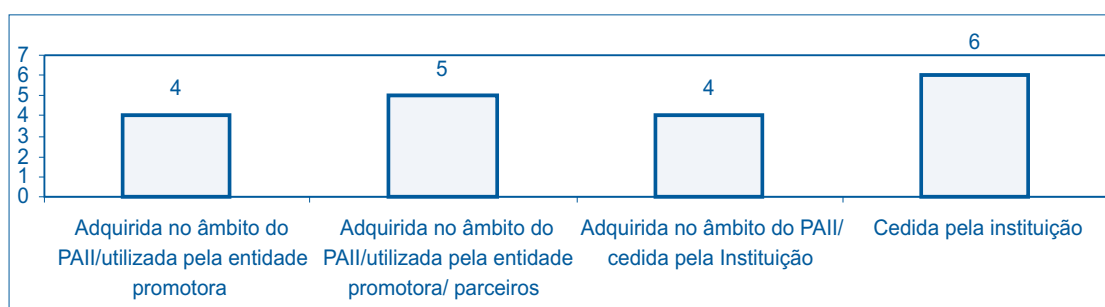 7
6
5
4
3
2
1
0
4
5
4
6
Adquirida no âmbito do
PAII/utilizada pela entidade
promotora
Adquirida no âmbito do
PAII/utilizada pela entidade
promotora/ parceiros
Adquirida no âmbito do PAII/
cedida pela Instituição
Cedida pela instituição